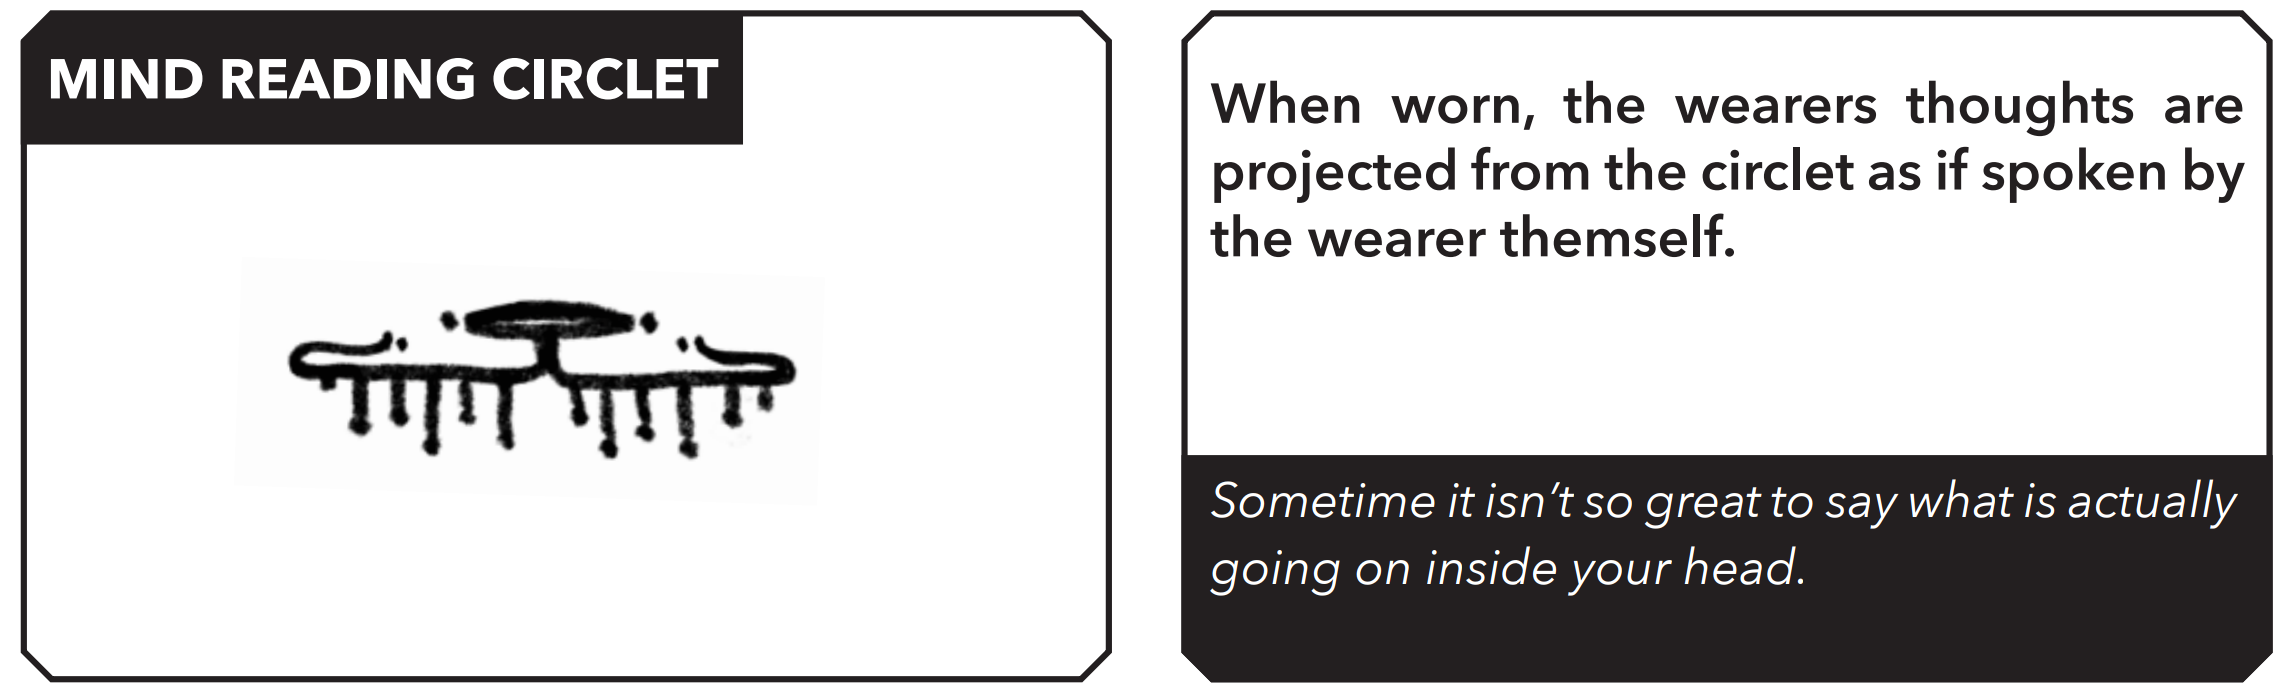 MIND READING CIRCLET
When worn, the wearers thoughts are
projected from the circlet as if spoken by
the wearer themself.
Sometime it isn’t so great to say what is actually
going on inside your head.